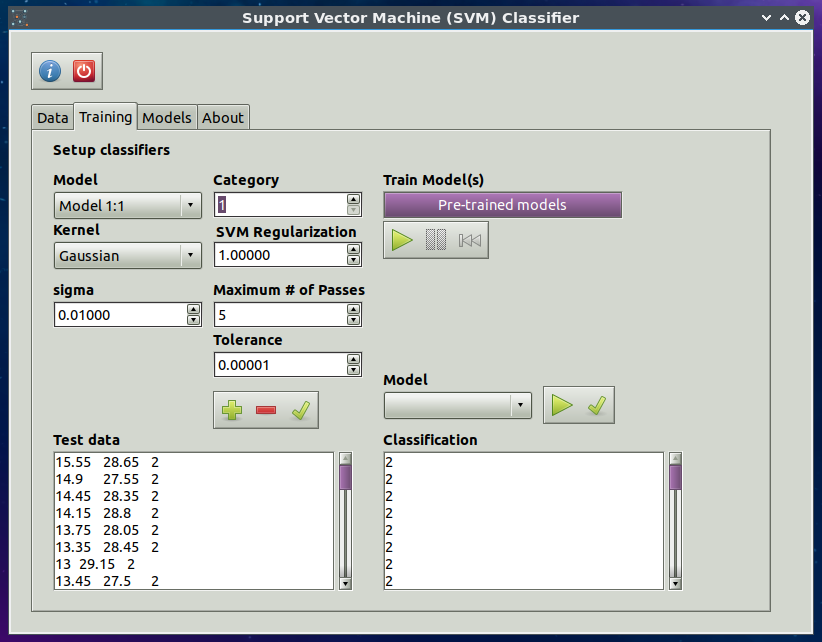 Support Vector Machine (SVM) Classifier
Data Training Models About
Setup classifiers
Model Category Train Model(s)
Model 1:1 1 Pre-trained models
Kernel SVM Regularization
Gaussian 1.00000
sigma Maximum # of Passes
0.01000 5
Tolerance
0.00001
Model
Test data Classification
15.55 28.65 2 2
14.9 27.55 2 2
14.45 28.35 2 2
14.15 28.8 2 2
13.75 28.05 2 2
13.35 28.45 2 2
13 29.15 2 2
13.45 27.5 2 2